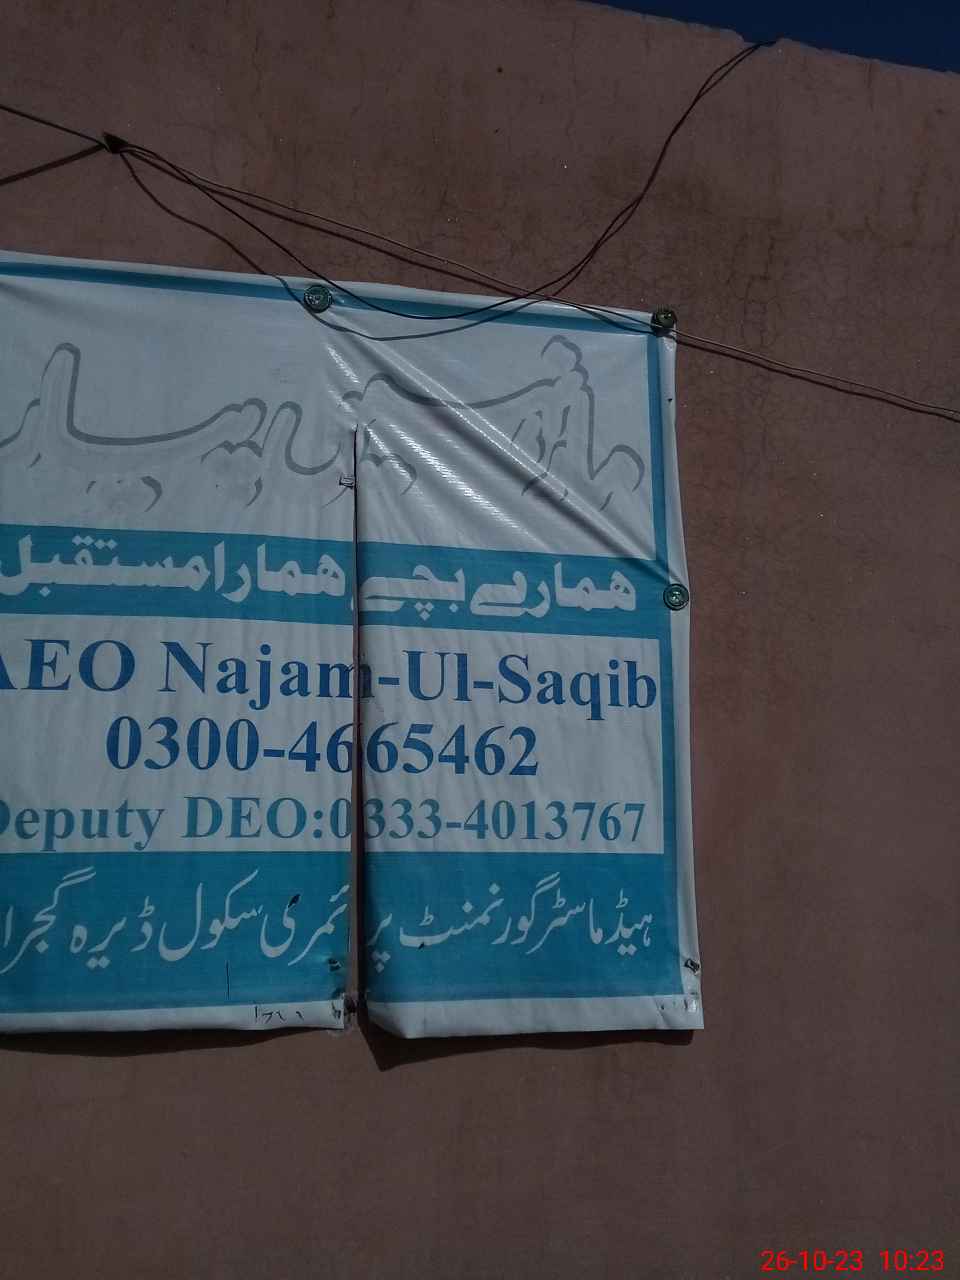 ہمارے بچے ہمارا مستقبل
AEO Najam-Ul-Saqib
0300-4665462
Deputy DEO:0333-4013767
ہیڈ ماسٹر گورنمنٹ پرائمری سکول ڈیرہ گجراں
26-10-23 10:23